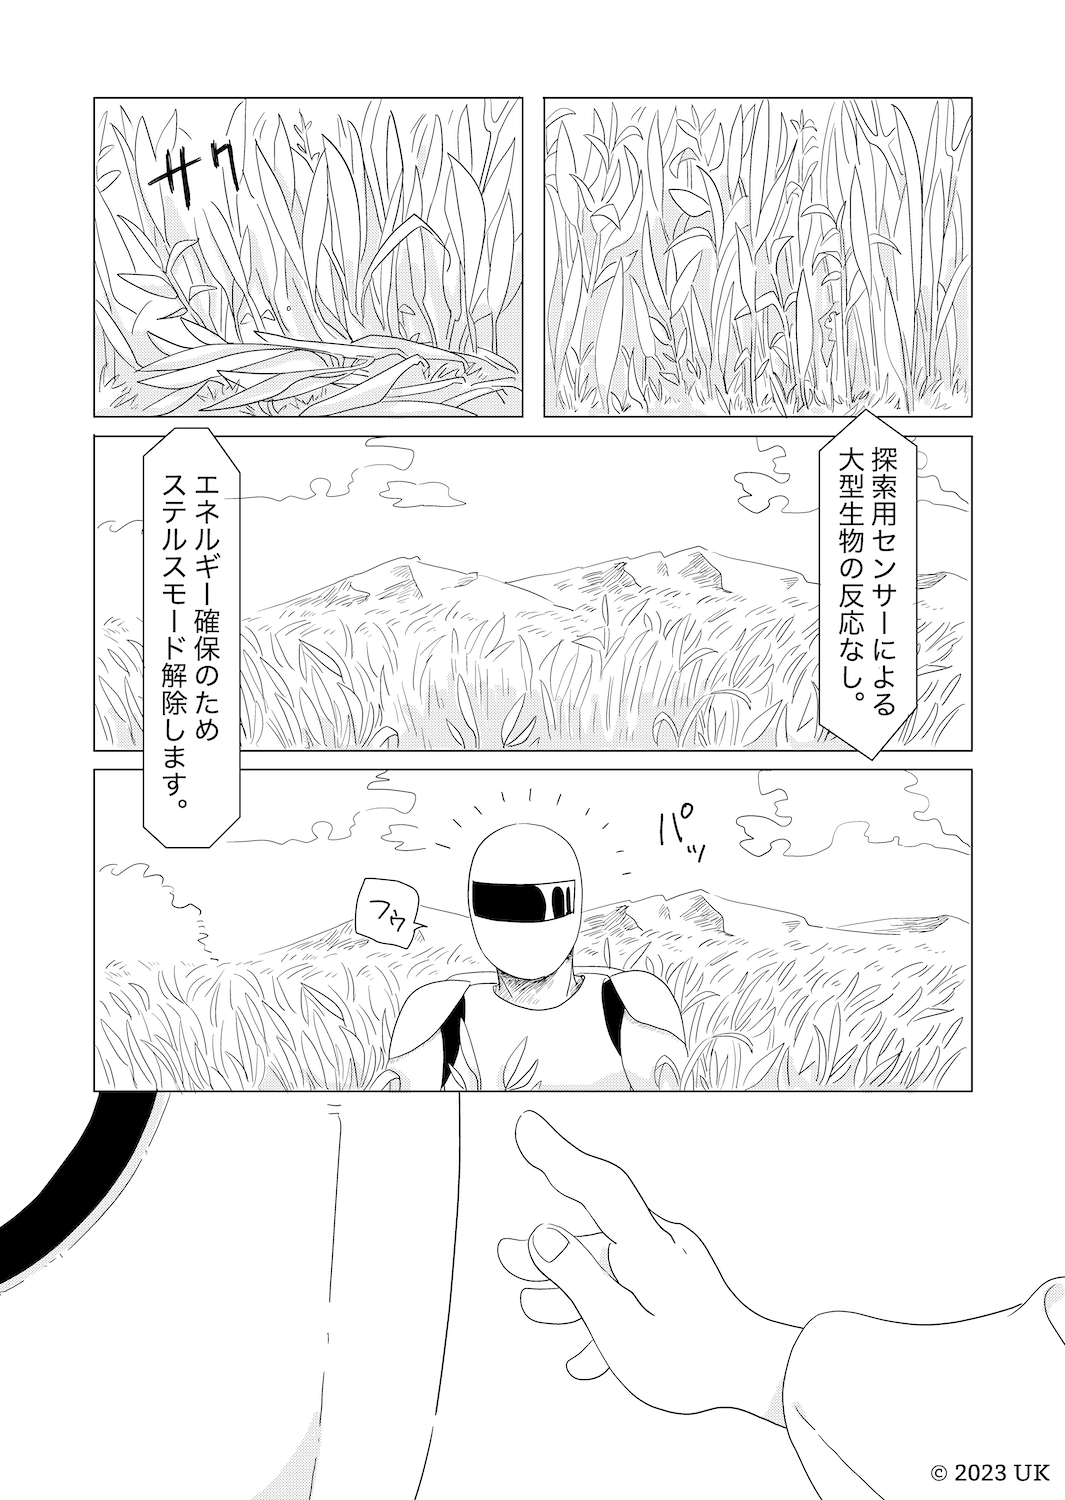 サク
探索用センサーによる
大型生物の反応なし。
エネルギー確保のため
ステルスモード解除します。
パッ
フゥ
© 2023 UK